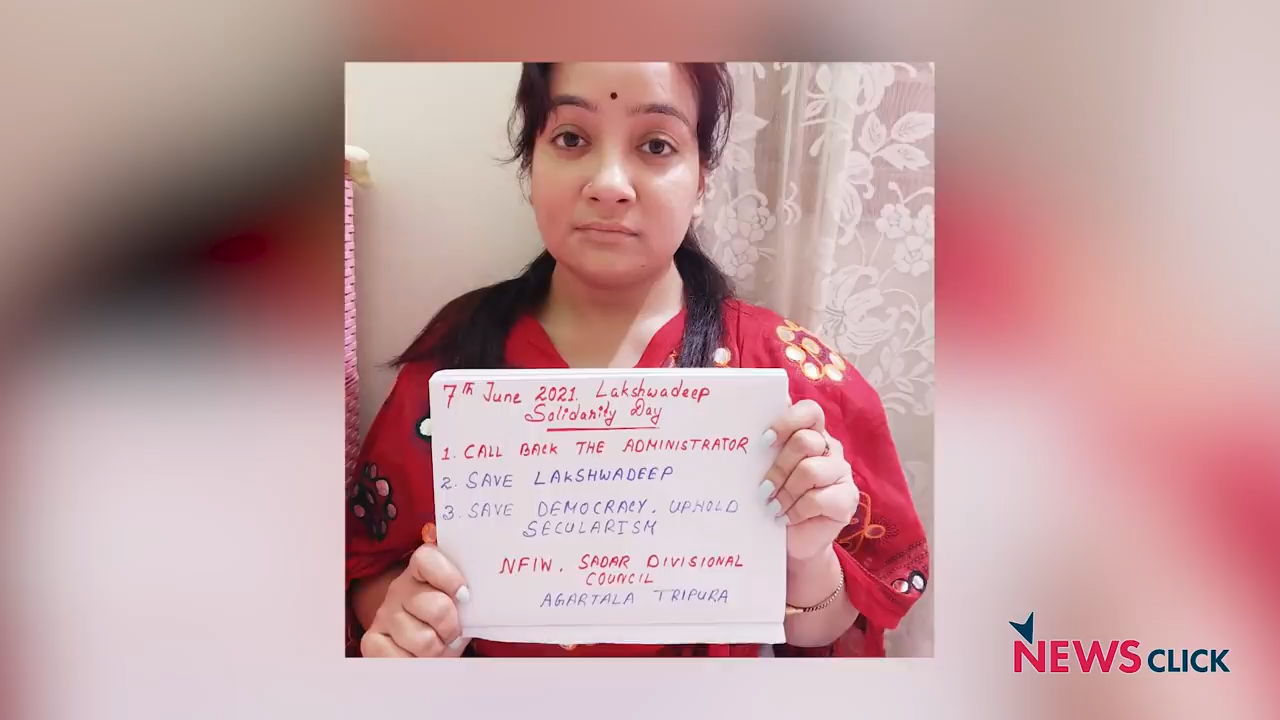 7th June 2021. Lakshwadeep
Solidarity Day
1. CALL BACK THE ADMINISTRATOR
2. SAVE LAKSHWADEEP
3. SAVE DEMOCRACY. UPHOLD
SECULARISM
NFIW. SADAR DIVISIONAL
COUNCIL
AGARTALA TRIPURA
NEWS CLICK